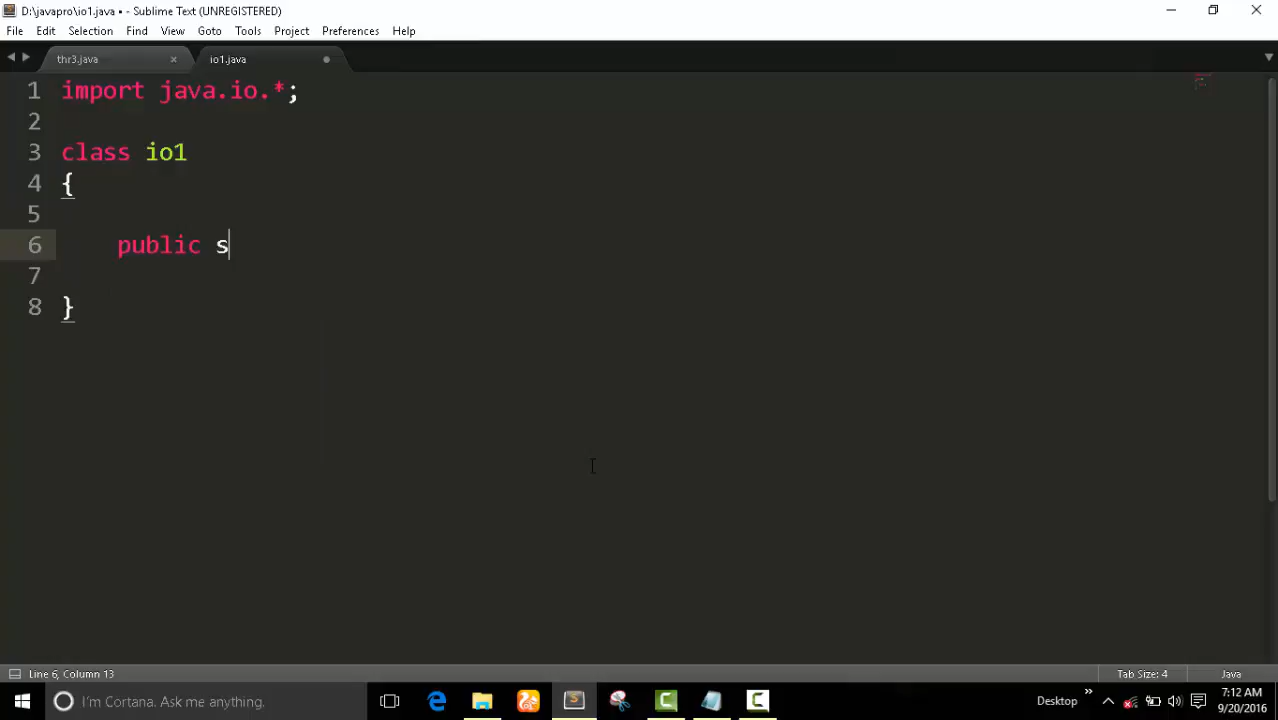 D:\javapro\io1.java • - Sublime Text (UNREGISTERED)
File Edit Selection Find View Goto Tools Project Preferences Help
thr3.java × io1.java
1 import java.io.*;
2
3 class io1
4 {
5
6 public s
7
8 }
Line 6, Column 13 Tab Size: 4 Java
I'm Cortana. Ask me anything. Desktop 7:12 AM
9/20/2016